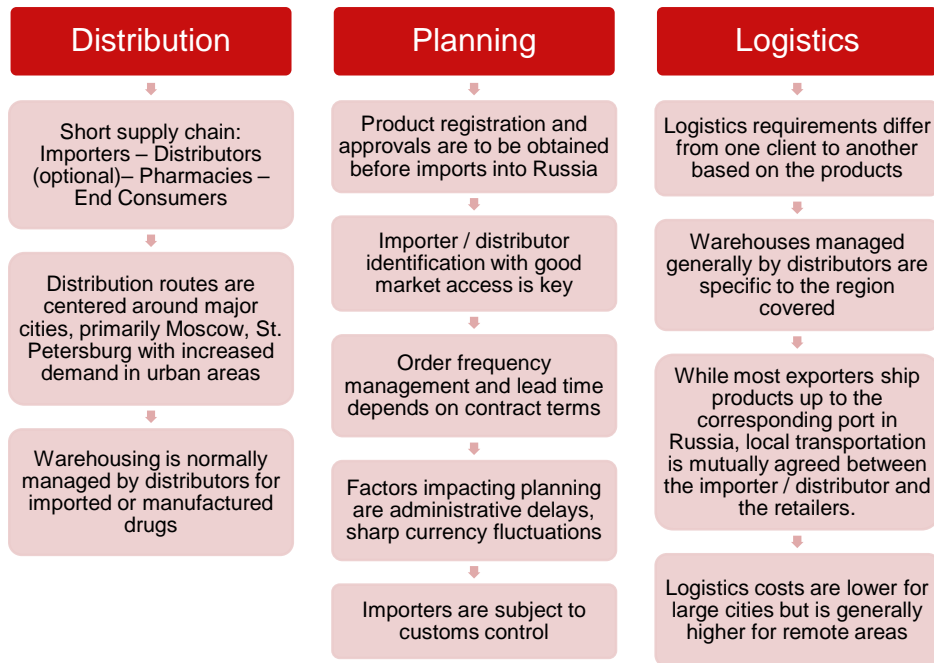 Distribution
Short supply chain:
Importers – Distributors
(optional)– Pharmacies –
End Consumers
Distribution routes are
centered around major
cities, primarily Moscow, St.
Petersburg with increased
demand in urban areas
Warehousing is normally
managed by distributors for
imported or manufactured
drugs
Planning
Product registration and
approvals are to be obtained
before imports into Russia
Importer / distributor
identification with good
market access is key
Order frequency
management and lead time
depends on contract terms
Factors impacting planning
are administrative delays,
sharp currency fluctuations
Importers are subject to
customs control
Logistics
Logistics requirements differ
from one client to another
based on the products
Warehouses managed
generally by distributors are
specific to the region
covered
While most exporters ship
products up to the
corresponding port in
Russia, local transportation
is mutually agreed between
the importer / distributor and
the retailers.
Logistics costs are lower for
large cities but is generally
higher for remote areas